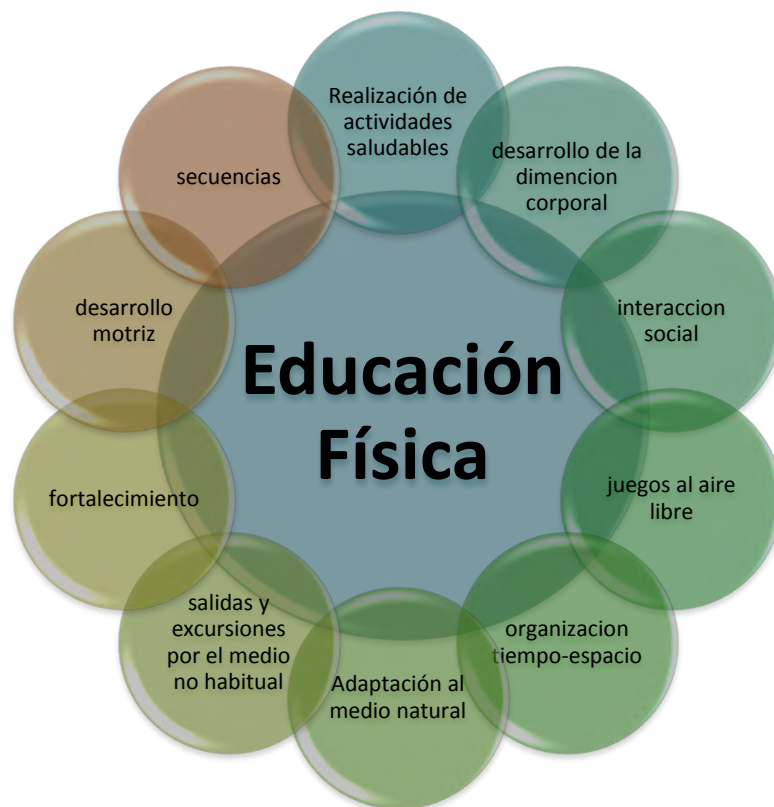 Realización de
actividades
saludables
desarrollo de la
dimencion
corporal
interaccion
social
juegos al aire
libre
organizacion
tiempo-espacio
Adaptación al
medio natural
salidas y
excursiones
por el medio
no habitual
fortalecimiento
desarrollo
motriz
secuencias
Educación
Física